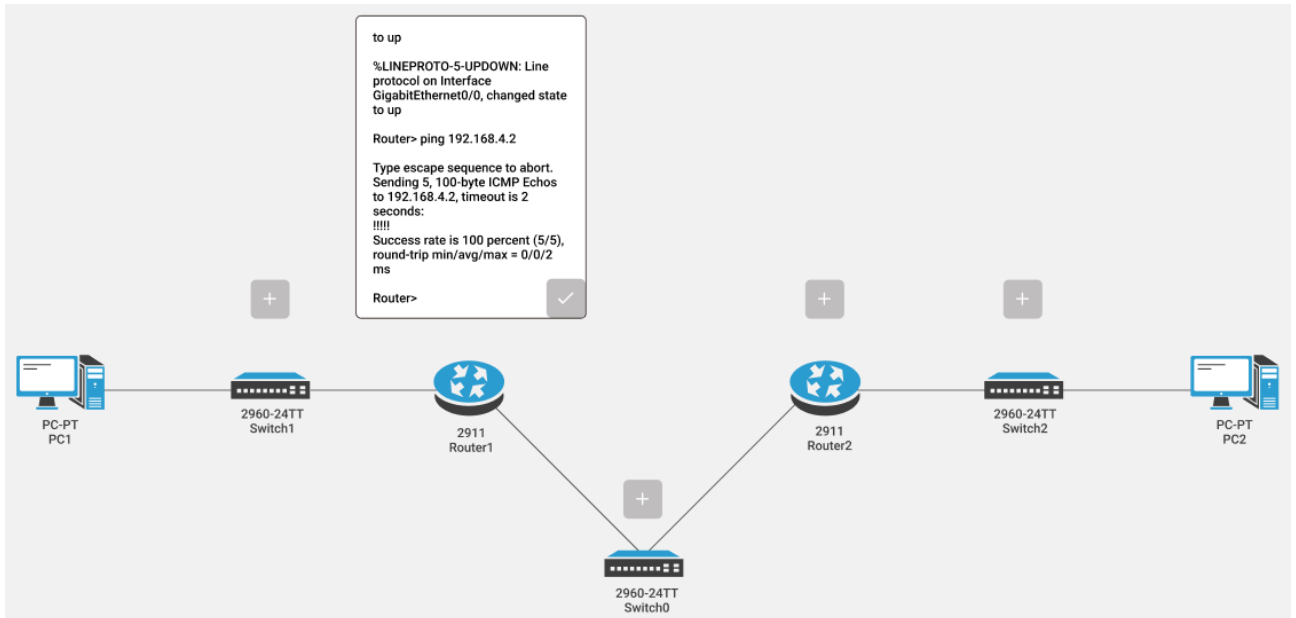 to up
%LINEPROTO-5-UPDOWN: Line
protocol on Interface
GigabitEthernet0/0, changed state
to up
Router> ping 192.168.4.2
Type escape sequence to abort.
Sending 5, 100-byte ICMP Echos
to 192.168.4.2, timeout is 2
seconds:
!!!!!
Success rate is 100 percent (5/5),
round-trip min/avg/max = 0/0/2
ms
Router>
PC-PT
PC1
2960-24TT
Switch1
2911
Router1
2911
Router2
2960-24TT
Switch2
PC-PT
PC2
2960-24TT
Switch0